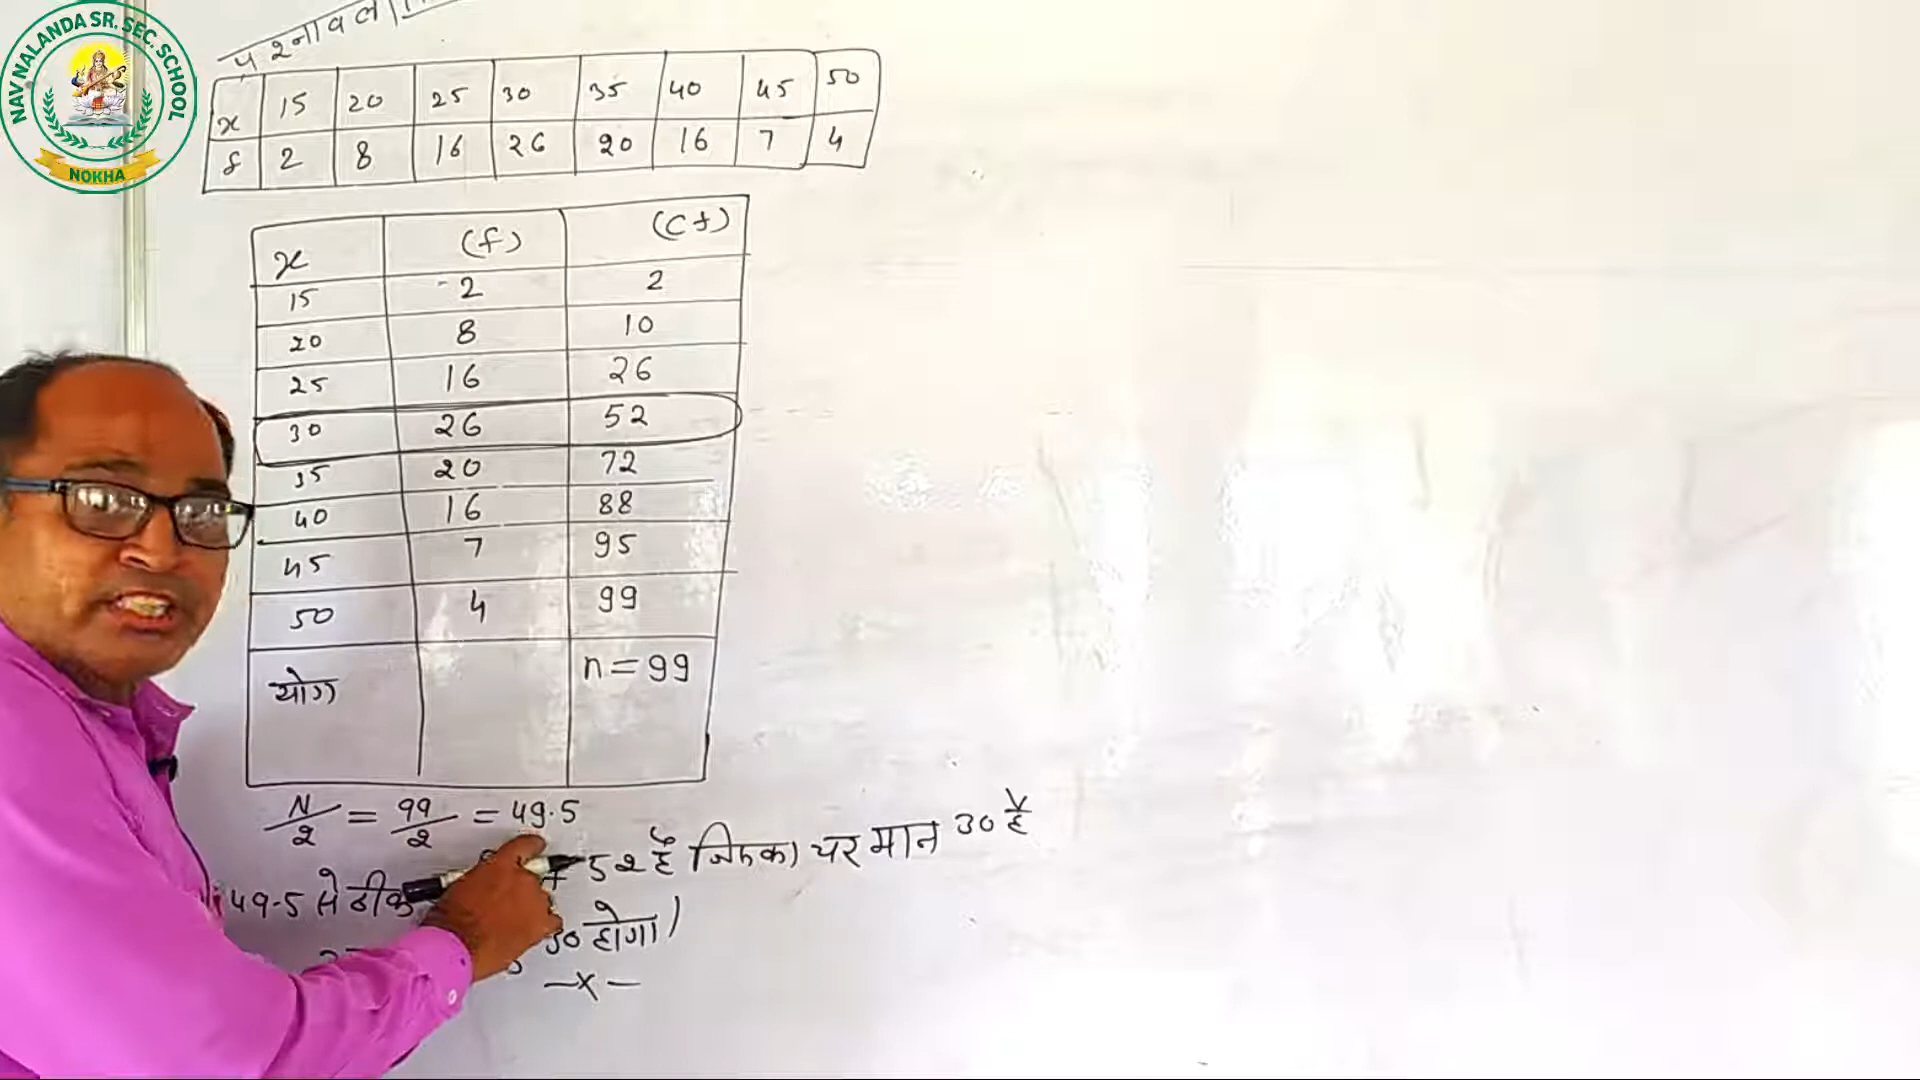 NAV NALANDA SR. SEC. SCHOOL
NOKHA
x 15 20 25 30 35 40 45 50
f 2 8 16 26 20 16 7 4
x (f) (cf)
15 2 2
20 8 10
25 16 26
30 26 52
35 20 72
40 16 88
45 7 95
50 4 99
योग n=99
N/2 = 99/2 = 49.5
49.5 से ठीक 52 है जिसका चर मान 30 है
30 होगा।
—x—